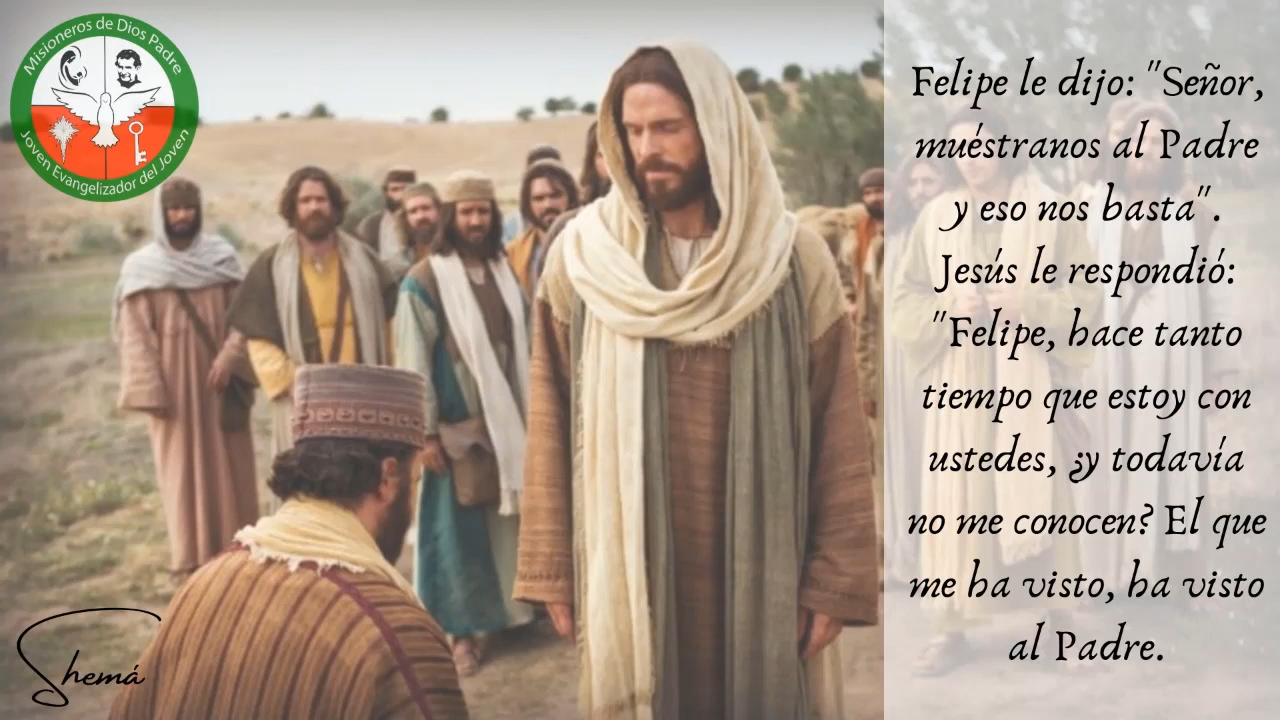 Misioneros de Dios Padre
Joven Evangelizador del Joven
Felipe le dijo: "Señor,
muéstranos al Padre
y eso nos basta".
Jesús le respondió:
"Felipe, hace tanto
tiempo que estoy con
ustedes, ¿y todavía
no me conocen? El que
me ha visto, ha visto
al Padre.
Shemá